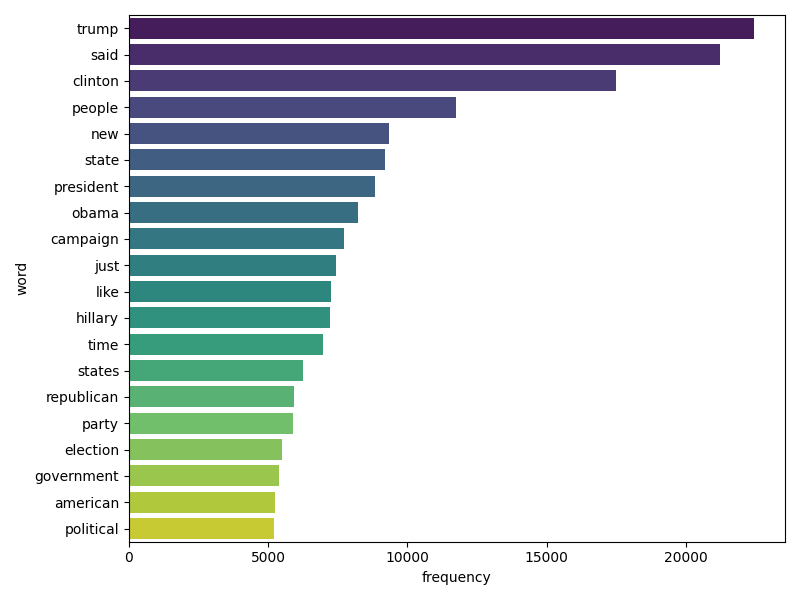 trump
said
clinton
people
new
state
president
obama
campaign
just
like
hillary
time
states
republican
party
election
government
american
political
word
0 5000 10000 15000 20000
frequency